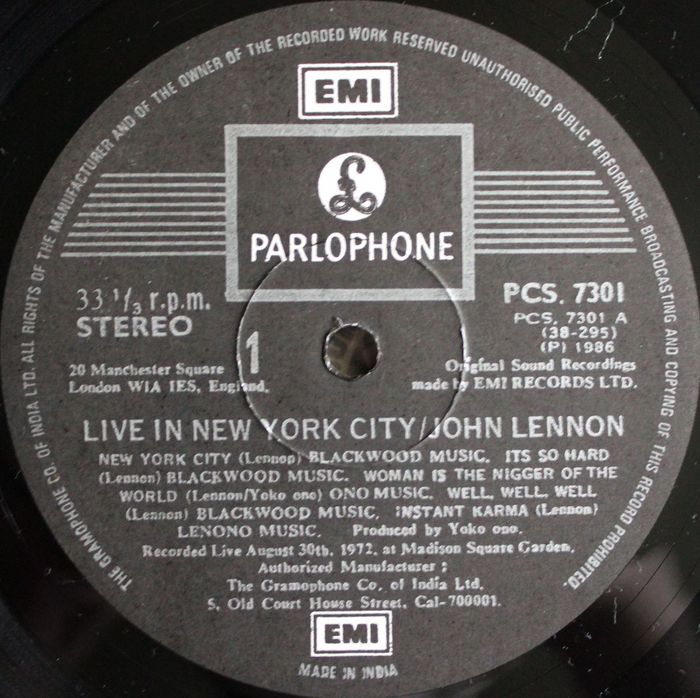 THE GRAMOPHONE CO. OF INDIA LTD. ALL RIGHTS OF THE MANUFACTURER AND OF THE OWNER OF THE RECORDED WORK RESERVED UNAUTHORISED PUBLIC PERFORMANCE BROADCASTING AND COPYING OF THIS RECORD PROHIBITED.
EMI
£
PARLOPHONE
33 1/3 r.p.m.
STEREO
1
PCS. 7301
PCS. 7301 A
(38-295)
(P) 1986
20 Manchester Square
London WIA IES, England.
Original Sound Recordings
made by EMI RECORDS LTD.
LIVE IN NEW YORK CITY/JOHN LENNON
NEW YORK CITY (Lennon) BLACKWOOD MUSIC. ITS SO HARD
(Lennon) BLACKWOOD MUSIC. WOMAN IS THE NIGGER OF THE
WORLD (Lennon/Yoko ono) ONO MUSIC. WELL, WELL, WELL
(Lennon) BLACKWOOD MUSIC. INSTANT KARMA (Lennon)
LENONO MUSIC. Produced by Yoko ono.
Recorded Live August 30th, 1972, at Madison Square Garden.
Authorized Manufacturer :
The Gramophone Co. of India Ltd.
5, Old Court House Street, Cal-700001.
EMI
MADE IN INDIA